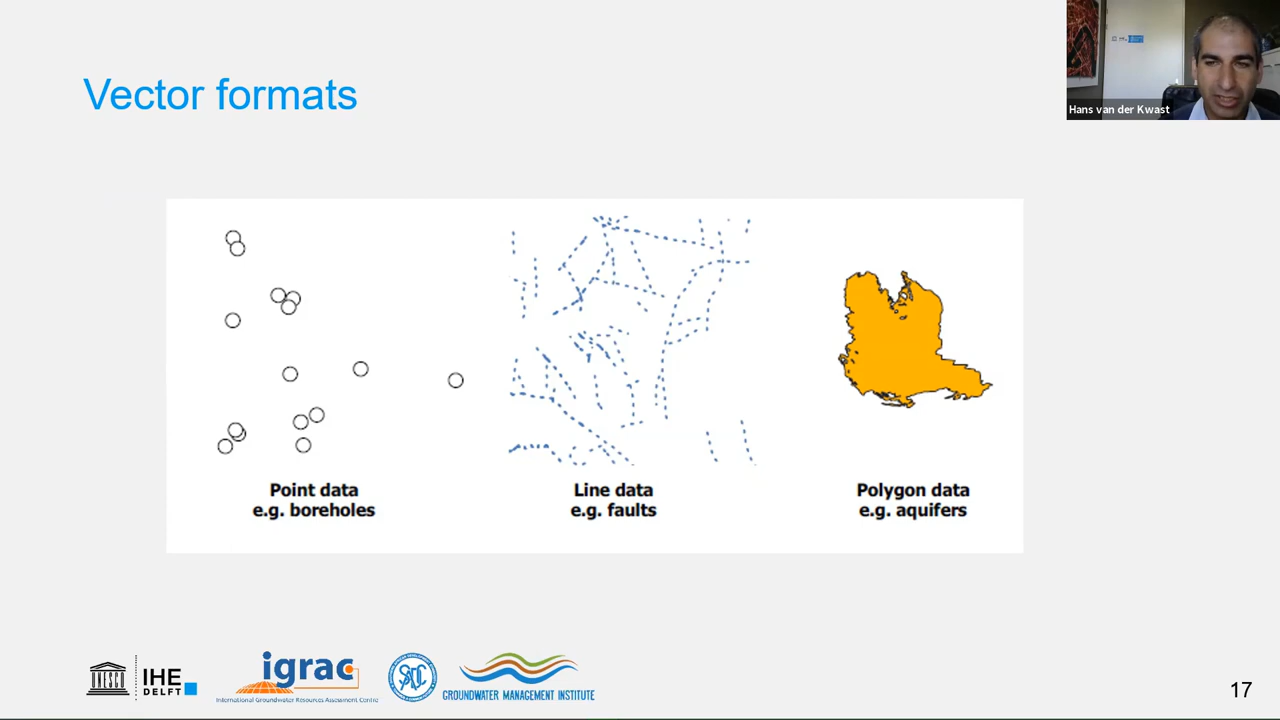 Vector formats
Hans van der Kwast
Point data
e.g. boreholes
Line data
e.g. faults
Polygon data
e.g. aquifers
UNESCO
IHE
DELFT
igrac
International Groundwater Resources Assessment Centre
GROUNDWATER MANAGEMENT INSTITUTE
17